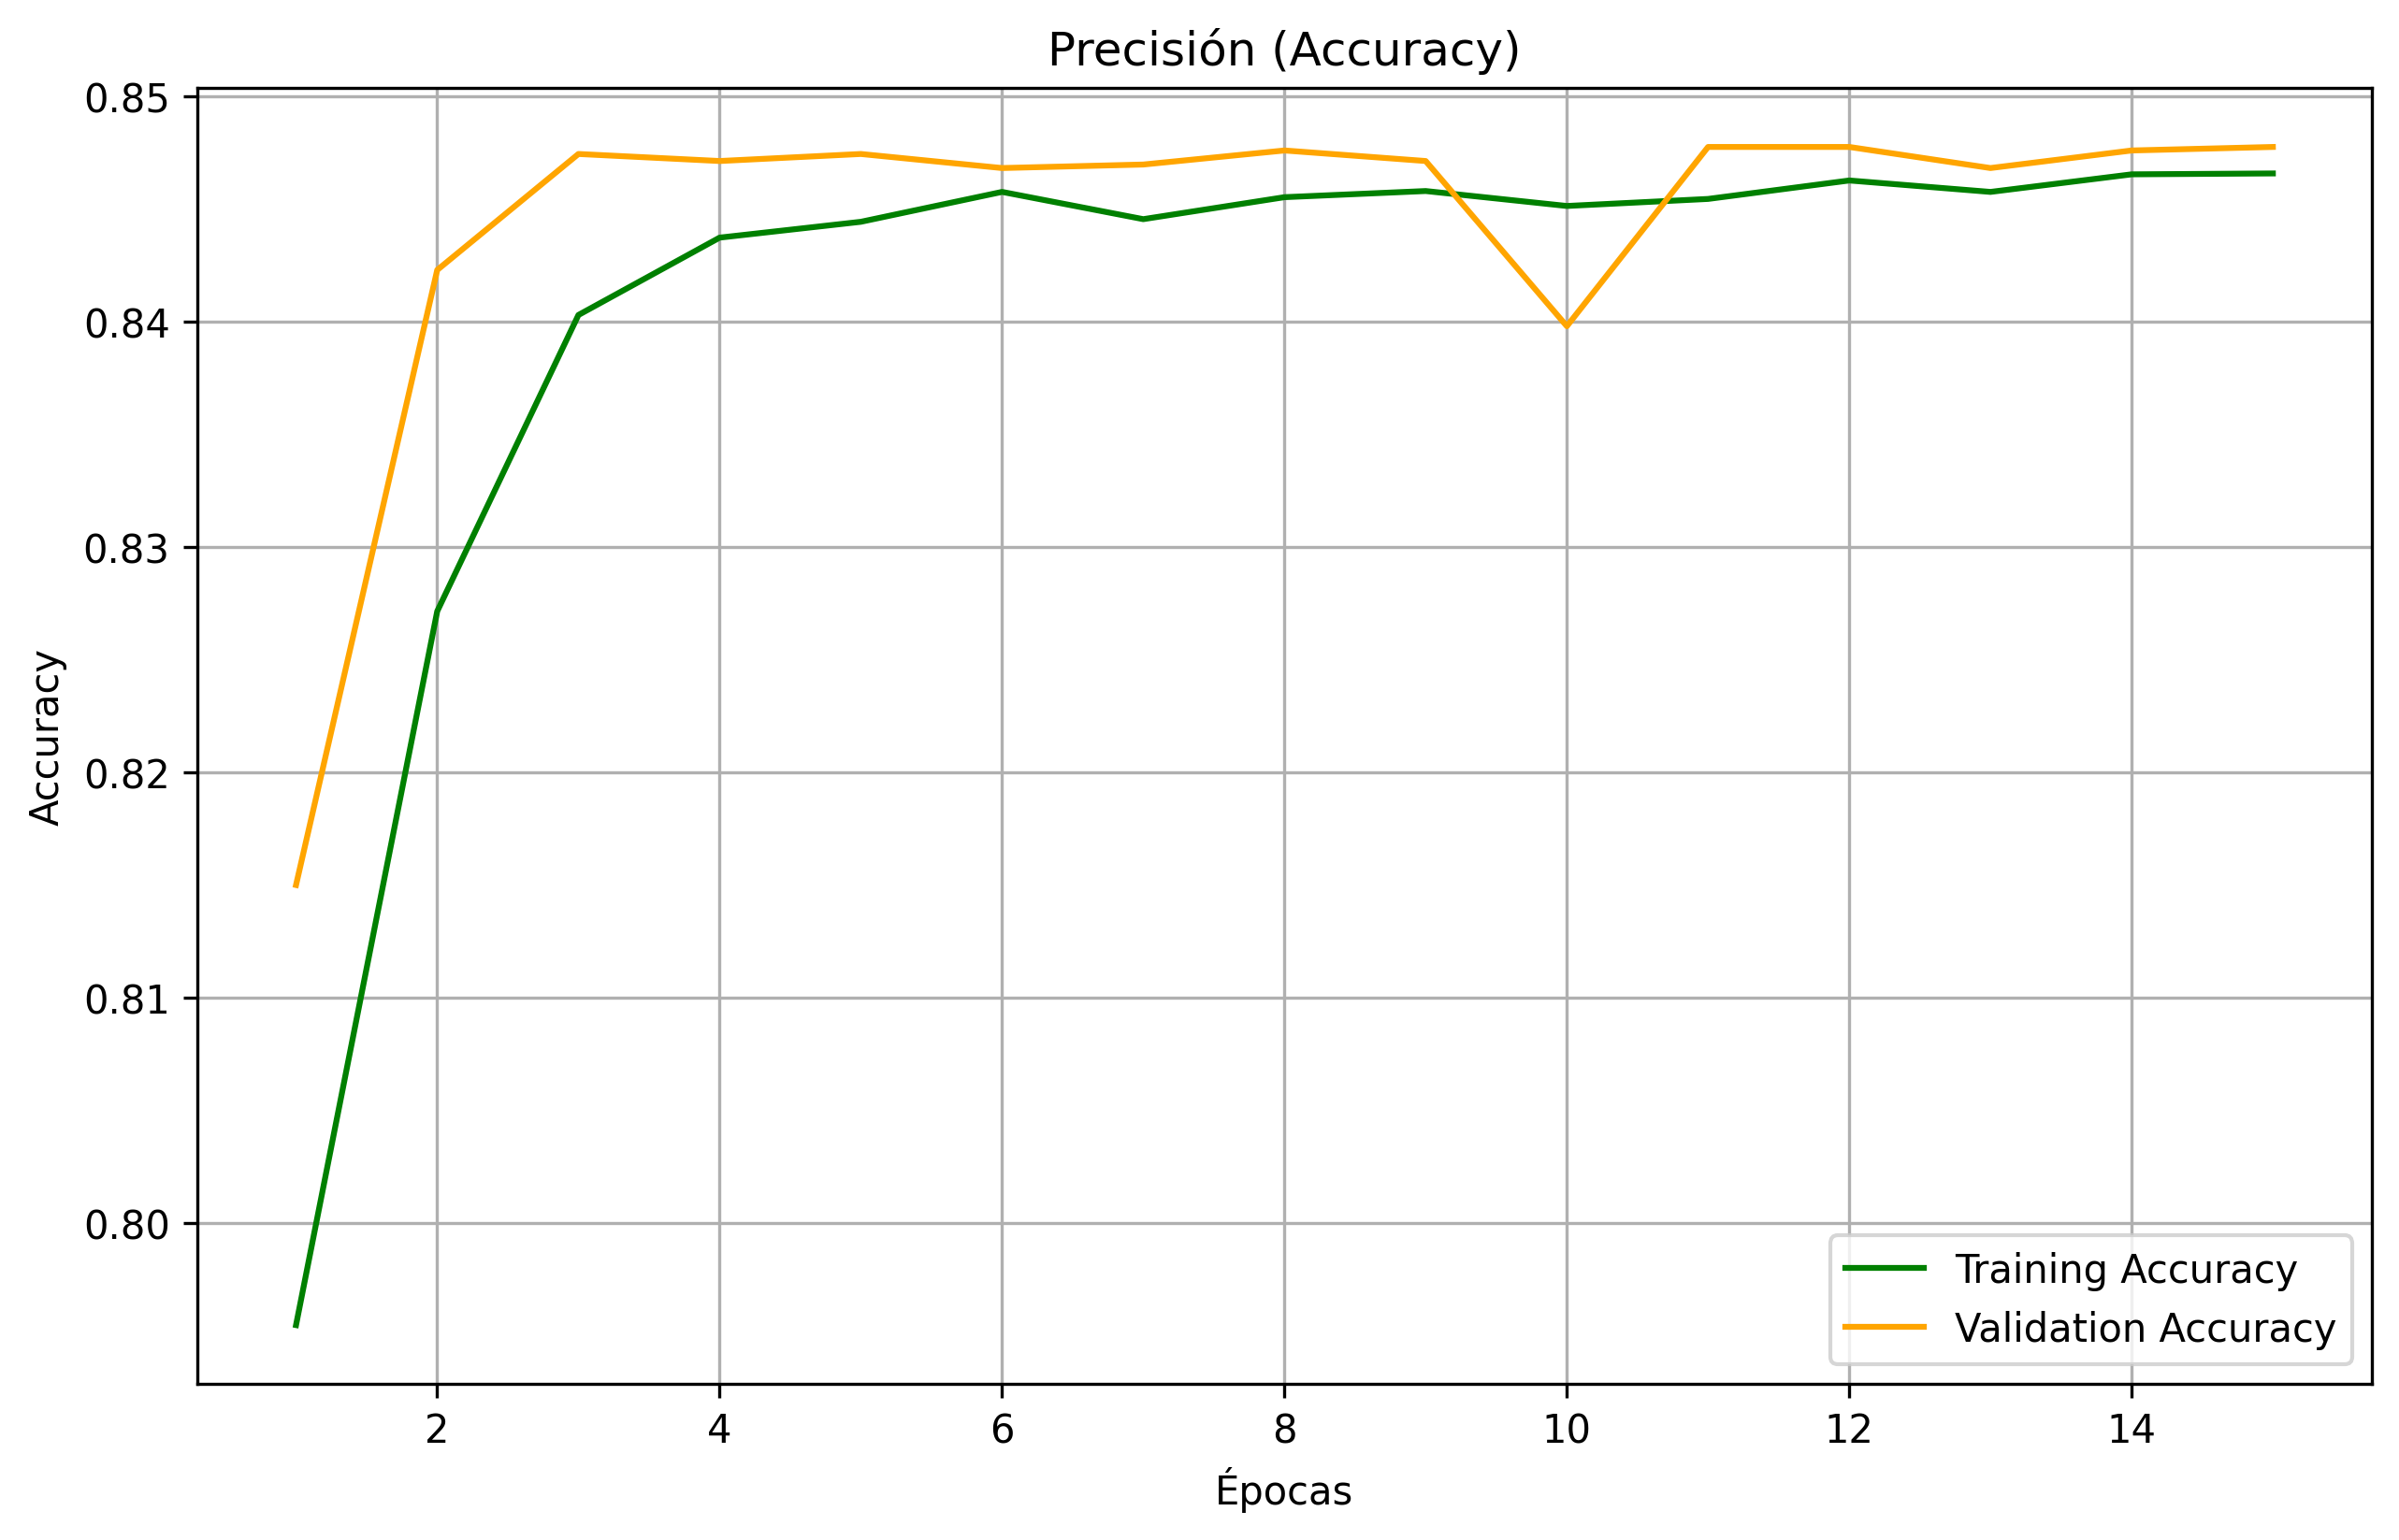 Precisión (Accuracy)
0.85
0.84
0.83
0.82
0.81
0.80
Accuracy
2 4 6 8 10 12 14
Épocas
Training Accuracy
Validation Accuracy